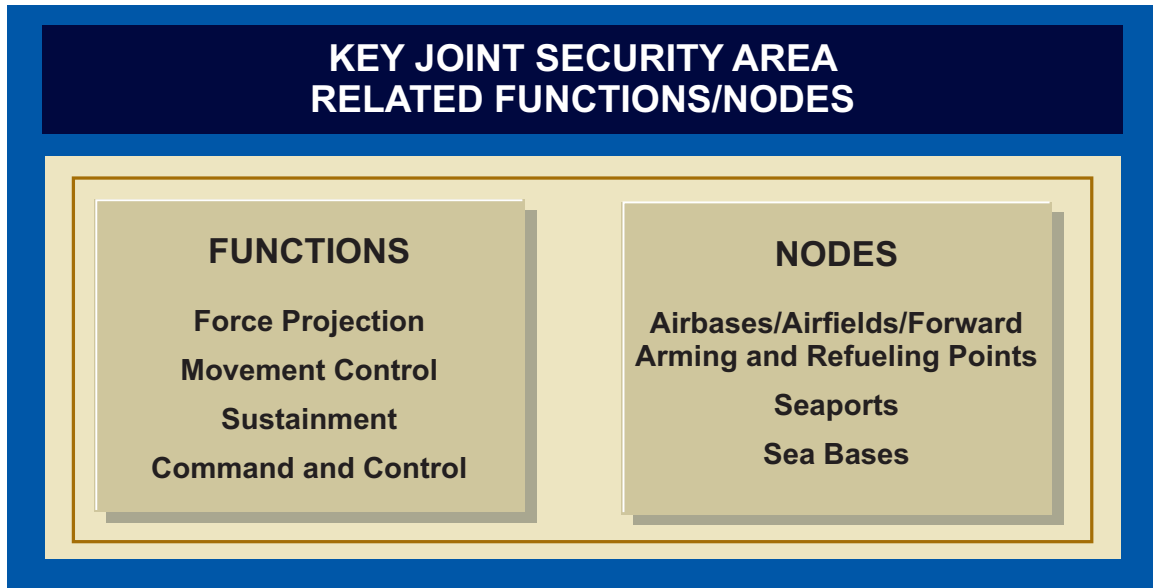 KEY JOINT SECURITY AREA
RELATED FUNCTIONS/NODES
FUNCTIONS
Force Projection
Movement Control
Sustainment
Command and Control
NODES
Airbases/Airfields/Forward
Arming and Refueling Points
Seaports
Sea Bases